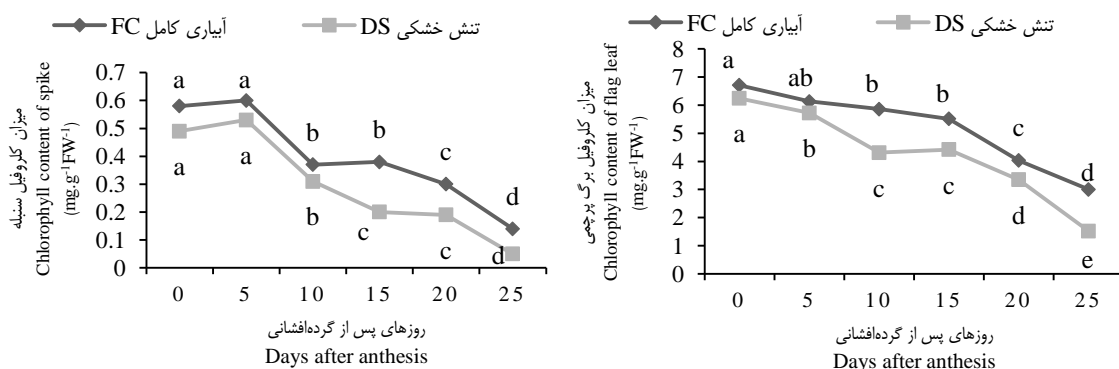 آبیاری کامل FC تنش خشکی DS
میزان کلروفیل سنبله
Chlorophyll content of spike
(mg.g-1FW-1)
0.7
0.6
0.5
0.4
0.3
0.2
0.1
0
a a b b c d
a a b c c d
0 5 10 15 20 25
روزهای پس از گرده‌افشانی
Days after anthesis
آبیاری کامل FC تنش خشکی DS
میزان کلروفیل برگ پرچمی
Chlorophyll content of flag leaf
(mg.g-1FW-1)
8
7
6
5
4
3
2
1
0
a ab b b c d
a b c c d e
0 5 10 15 20 25
روزهای پس از گرده‌افشانی
Days after anthesis